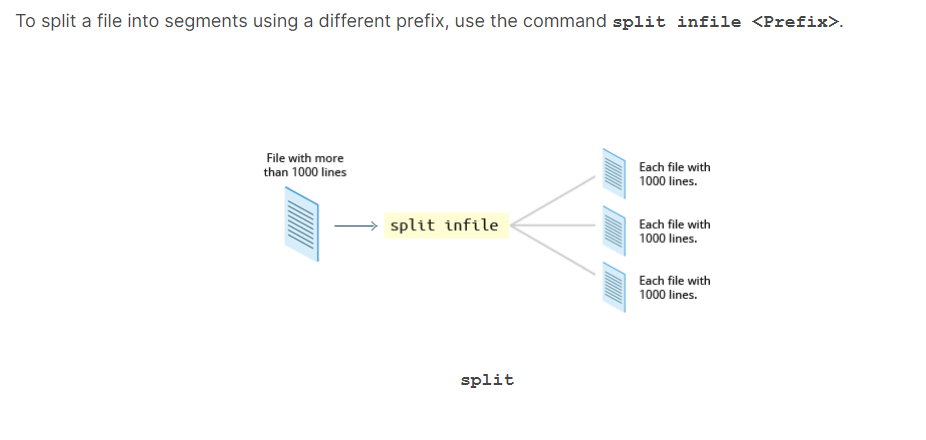 To split a file into segments using a different prefix, use the command split infile <Prefix>.
File with more
than 1000 lines
split infile
Each file with
1000 lines.
Each file with
1000 lines.
Each file with
1000 lines.
split